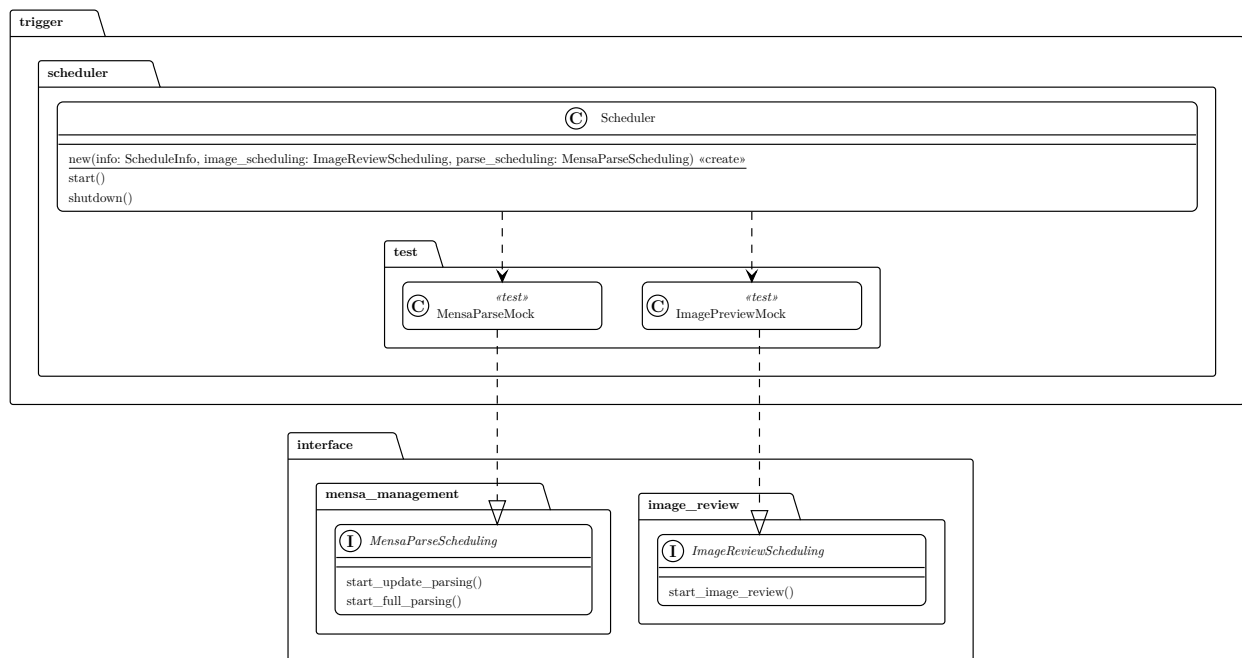 trigger
scheduler
C Scheduler
new(info: ScheduleInfo, image_scheduling: ImageReviewScheduling, parse_scheduling: MensaParseScheduling) «create»
start()
shutdown()
test
C «test»
MensaParseMock
C «test»
ImagePreviewMock
interface
mensa_management
I MensaParseScheduling
start_update_parsing()
start_full_parsing()
image_review
I ImageReviewScheduling
start_image_review()